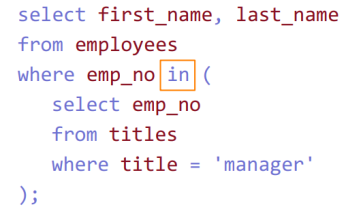 select first_name, last_name
from employees
where emp_no in (
select emp_no
from titles
where title = 'manager'
);